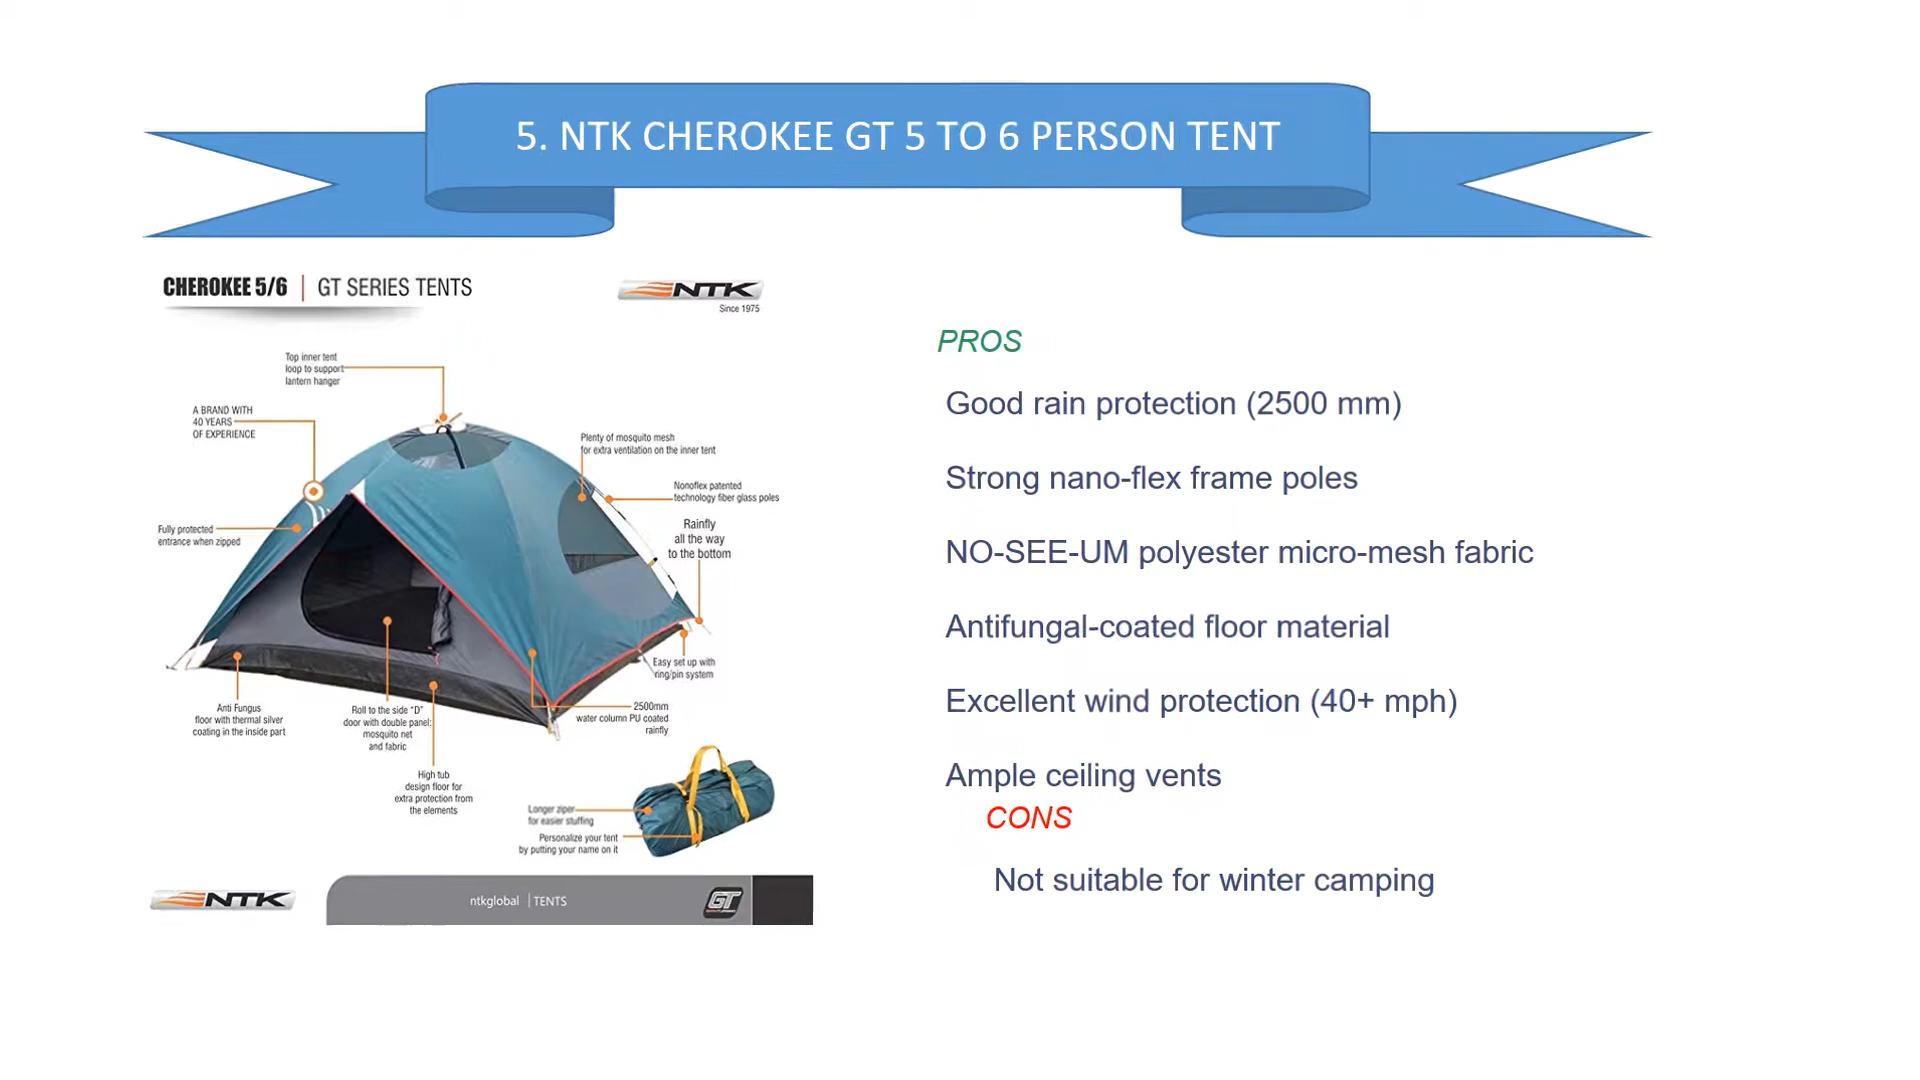 5. NTK CHEROKEE GT 5 TO 6 PERSON TENT
CHEROKEE 5/6 | GT SERIES TENTS
NTK
Since 1975
Top inner tent
loop to support
lantern hanger
A BRAND WITH
40 YEARS
OF EXPERIENCE
Plenty of mosquito mesh
for extra ventilation on the inner tent
Nonoflex patented
technology fiber glass poles
Fully protected
entrance when zipped
Rainfly
all the way
to the bottom
Easy set up with
ring/pin system
Anti Fungus
floor with thermal silver
coating in the inside part
Roll to the side "D"
door with double panel:
mosquito net
and fabric
2500mm
water column PU coated
rainfly
High tub
design floor for
extra protection from
the elements
Longer ziper
for easier stuffing
Personalize your tent
by putting your name on it
NTK
ntkglobal | TENTS
GT
PROS
Good rain protection (2500 mm)
Strong nano-flex frame poles
NO-SEE-UM polyester micro-mesh fabric
Antifungal-coated floor material
Excellent wind protection (40+ mph)
Ample ceiling vents
CONS
Not suitable for winter camping